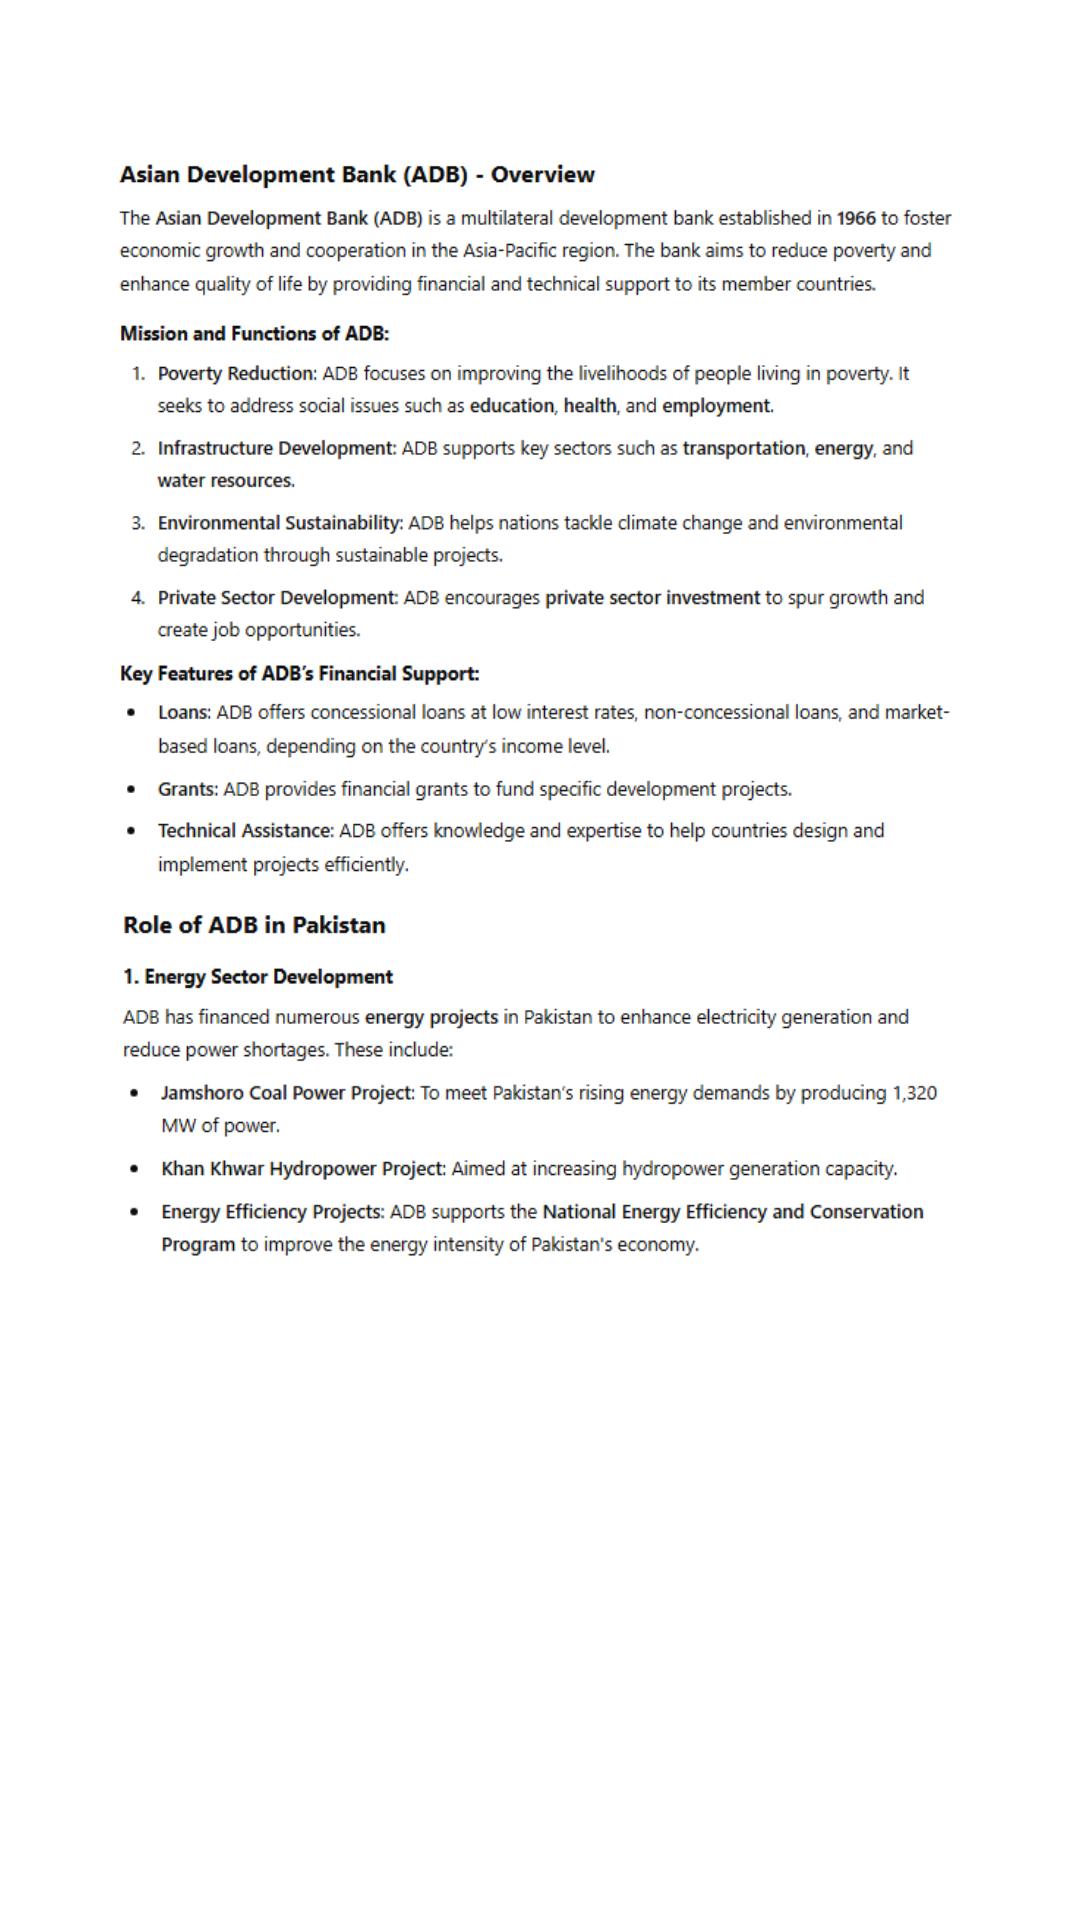 Asian Development Bank (ADB) - Overview
The Asian Development Bank (ADB) is a multilateral development bank established in 1966 to foster
economic growth and cooperation in the Asia-Pacific region. The bank aims to reduce poverty and
enhance quality of life by providing financial and technical support to its member countries.
Mission and Functions of ADB:
1. Poverty Reduction: ADB focuses on improving the livelihoods of people living in poverty. It
seeks to address social issues such as education, health, and employment.
2. Infrastructure Development: ADB supports key sectors such as transportation, energy, and
water resources.
3. Environmental Sustainability: ADB helps nations tackle climate change and environmental
degradation through sustainable projects.
4. Private Sector Development: ADB encourages private sector investment to spur growth and
create job opportunities.
Key Features of ADB's Financial Support:
• Loans: ADB offers concessional loans at low interest rates, non-concessional loans, and market-
based loans, depending on the country's income level.
• Grants: ADB provides financial grants to fund specific development projects.
• Technical Assistance: ADB offers knowledge and expertise to help countries design and
implement projects efficiently.
Role of ADB in Pakistan
1. Energy Sector Development
ADB has financed numerous energy projects in Pakistan to enhance electricity generation and
reduce power shortages. These include:
• Jamshoro Coal Power Project: To meet Pakistan's rising energy demands by producing 1,320
MW of power.
• Khan Khwar Hydropower Project: Aimed at increasing hydropower generation capacity.
• Energy Efficiency Projects: ADB supports the National Energy Efficiency and Conservation
Program to improve the energy intensity of Pakistan's economy.